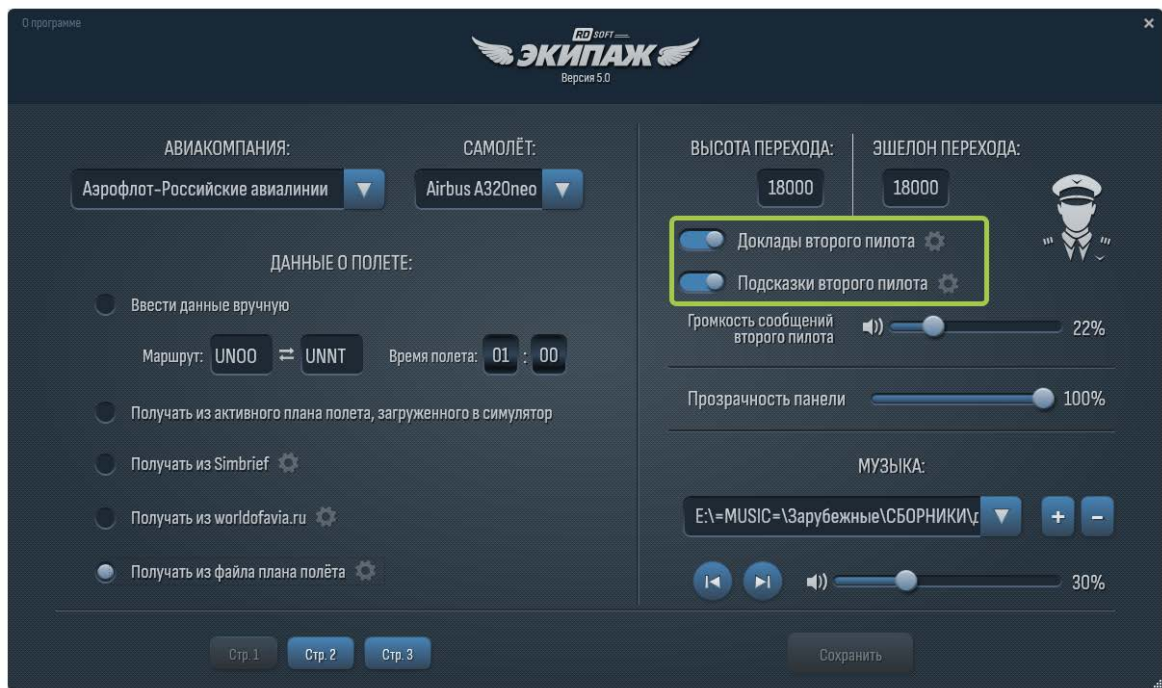 О программе
RD SOFT
ЭКИПАЖ
Версия 5.0
АВИАКОМПАНИЯ:
САМОЛЁТ:
Аэрофлот-Российские авиалинии
Airbus A320neo
ДАННЫЕ О ПОЛЕТЕ:
Ввести данные вручную
Маршрут: UNOO ⇄ UNNT Время полета: 01 : 00
Получать из активного плана полета, загруженного в симулятор
Получать из Simbrief
Получать из worldofavia.ru
Получать из файла плана полёта
ВЫСОТА ПЕРЕХОДА:
ЭШЕЛОН ПЕРЕХОДА:
18000
18000
Доклады второго пилота
Подсказки второго пилота
Громкость сообщений
второго пилота
22%
Прозрачность панели 100%
МУЗЫКА:
E:\=MUSIC=\Зарубежные\СБОРНИКИ\
+ −
30%
Стр. 1 Стр. 2 Стр. 3
Сохранить